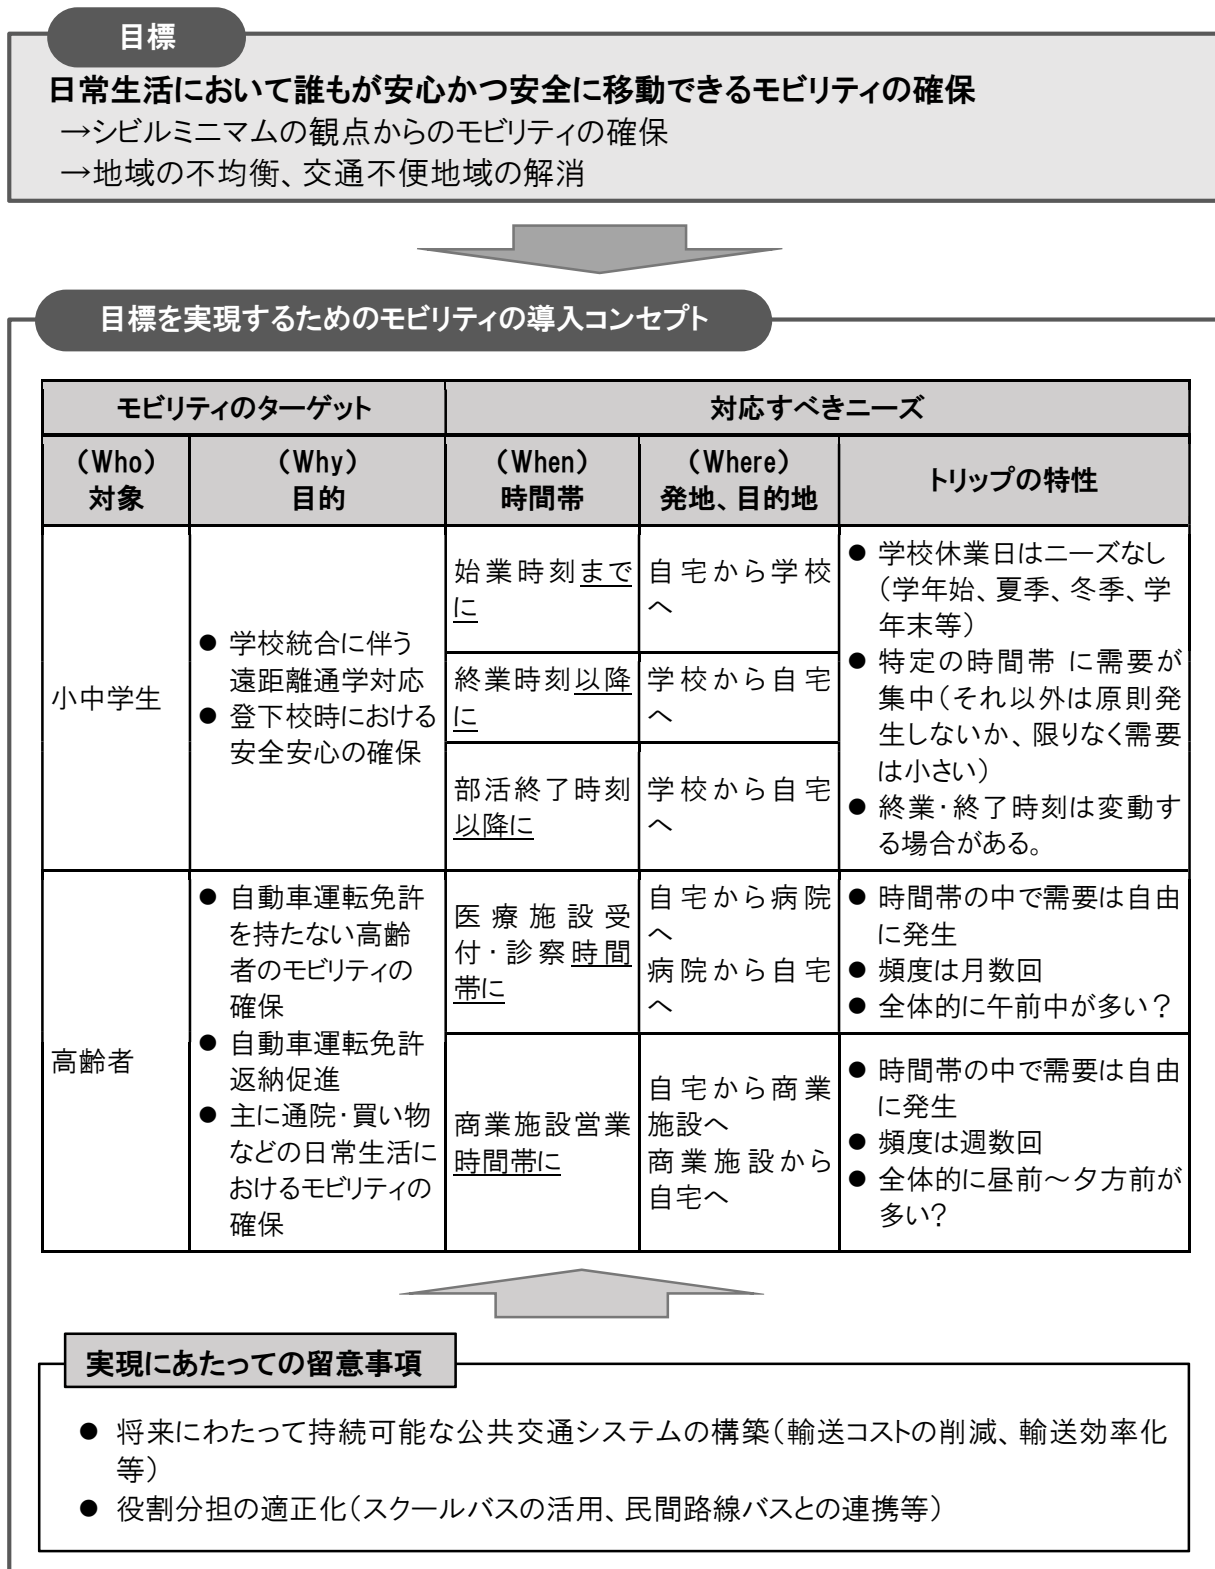 目標
日常生活において誰もが安心かつ安全に移動できるモビリティの確保
→シビルミニマムの観点からのモビリティの確保
→地域の不均衡、交通不便地域の解消
目標を実現するためのモビリティの導入コンセプト
モビリティのターゲット
対応すべきニーズ
（Who）
対象
（Why）
目的
（When）
時間帯
（Where）
発地、目的地
トリップの特性
小中学生
● 学校統合に伴う
遠距離通学対応
● 登下校時における
安全安心の確保
始業時刻まで
に
自宅から学校
へ
終業時刻以降
に
学校から自宅
へ
部活終了時刻
以降に
学校から自宅
へ
● 学校休業日はニーズなし
（学年始、夏季、冬季、学
年末等）
● 特定の時間帯 に需要が
集中（それ以外は原則発
生しないか、限りなく需要
は小さい）
● 終業・終了時刻は変動す
る場合がある。
高齢者
● 自動車運転免許
を持たない高齢
者のモビリティの
確保
● 自動車運転免許
返納促進
● 主に通院・買い物
などの日常生活に
おけるモビリティの
確保
医療施設受
付・診察時間
帯に
自宅から病院
へ
病院から自宅
へ
● 時間帯の中で需要は自由
に発生
● 頻度は月数回
● 全体的に午前中が多い？
商業施設営業
時間帯に
自宅から商業
施設へ
商業施設から
自宅へ
● 時間帯の中で需要は自由
に発生
● 頻度は週数回
● 全体的に昼前～夕方前が
多い？
実現にあたっての留意事項
● 将来にわたって持続可能な公共交通システムの構築（輸送コストの削減、輸送効率化
等）
● 役割分担の適正化（スクールバスの活用、民間路線バスとの連携等）